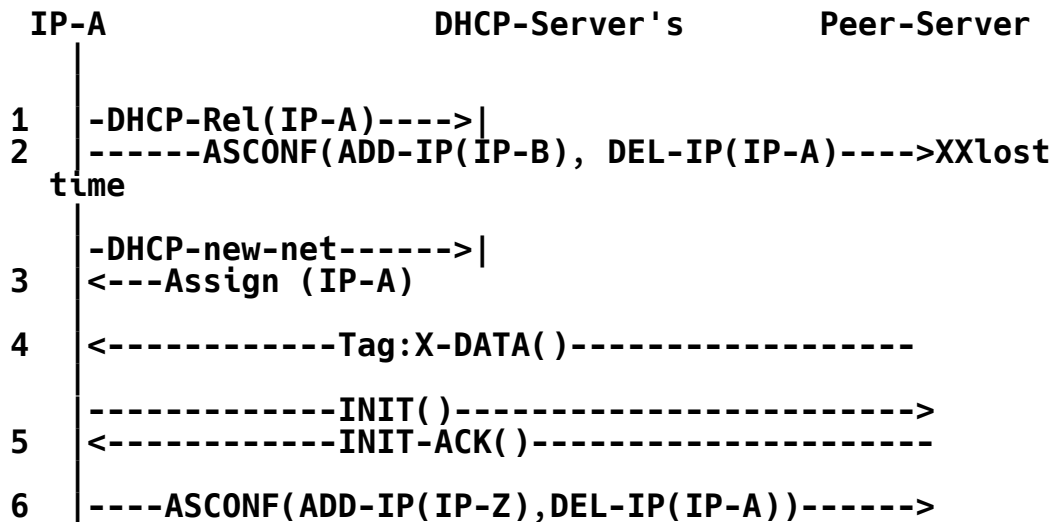 IP-A DHCP-Server's Peer-Server
1 |-DHCP-Rel(IP-A)---->|
2 |------ASCONF(ADD-IP(IP-B), DEL-IP(IP-A)---->XXlost
time
|-DHCP-new-net------>|
3 |<---Assign (IP-A)
4 |<------------Tag:X-DATA()------------------
|-------------INIT()------------------------>
5 |<------------INIT-ACK()---------------------
6 |----ASCONF(ADD-IP(IP-Z),DEL-IP(IP-A))------>